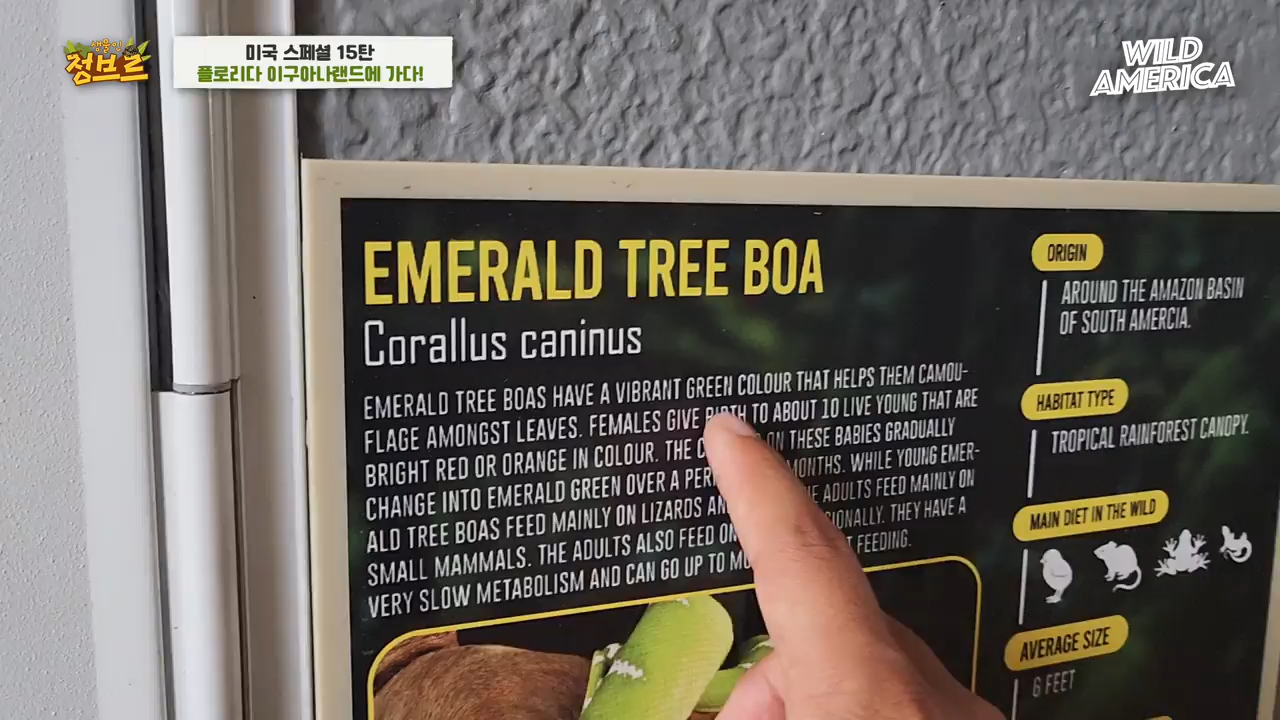 생물인
정브르
미국 스페셜 15탄
플로리다 이구아나랜드에 가다!
WILD
AMERICA
EMERALD TREE BOA
Corallus caninus
EMERALD TREE BOAS HAVE A VIBRANT GREEN COLOUR THAT HELPS THEM CAMOU-
FLAGE AMONGST LEAVES. FEMALES GIVE BIRTH TO ABOUT 10 LIVE YOUNG THAT ARE
BRIGHT RED OR ORANGE IN COLOUR. THE ON THESE BABIES GRADUALLY
CHANGE INTO EMERALD GREEN OVER A MONTHS. WHILE YOUNG EMER-
ALD TREE BOAS FEED MAINLY ON LIZARDS ADULTS FEED MAINLY ON
SMALL MAMMALS. THE ADULTS ALSO FEED THEY HAVE A
VERY SLOW METABOLISM AND CAN GO UP TO FEEDING.
ORIGIN
AROUND THE AMAZON BASIN
OF SOUTH AMERCIA.
HABITAT TYPE
TROPICAL RAINFOREST CANOPY.
MAIN DIET IN THE WILD
AVERAGE SIZE
6 FEET